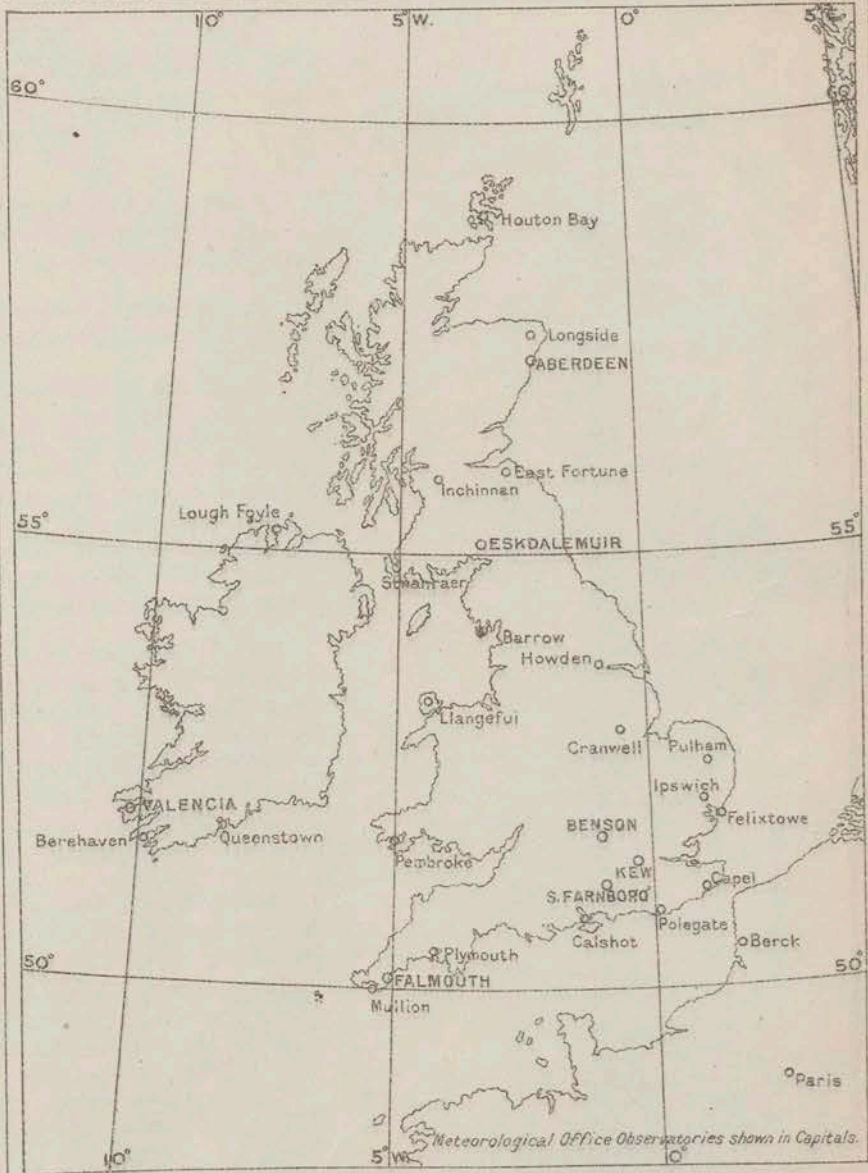 10°
5° W.
0°
5°
60°
Houton Bay
Longside
ABERDEEN
East Fortune
Inchinnan
Lough Foyle
55°
55
ESKDALEMUIR
Stranraer
Barrow
Howden
Llangefui
Cranwell
Pulham
Ipswich
VALENCIA
Felixtowe
BENSON
Berehaven
Queenstown
Pembroke
KEW
Capel
S. FARNBORO
Polegate
Calshot
Berck
Plymouth
50°
50°
FALMOUTH
Mullion
Paris
Meteorological Office Observatories shown in Capitals.
10°
5° W.
0°